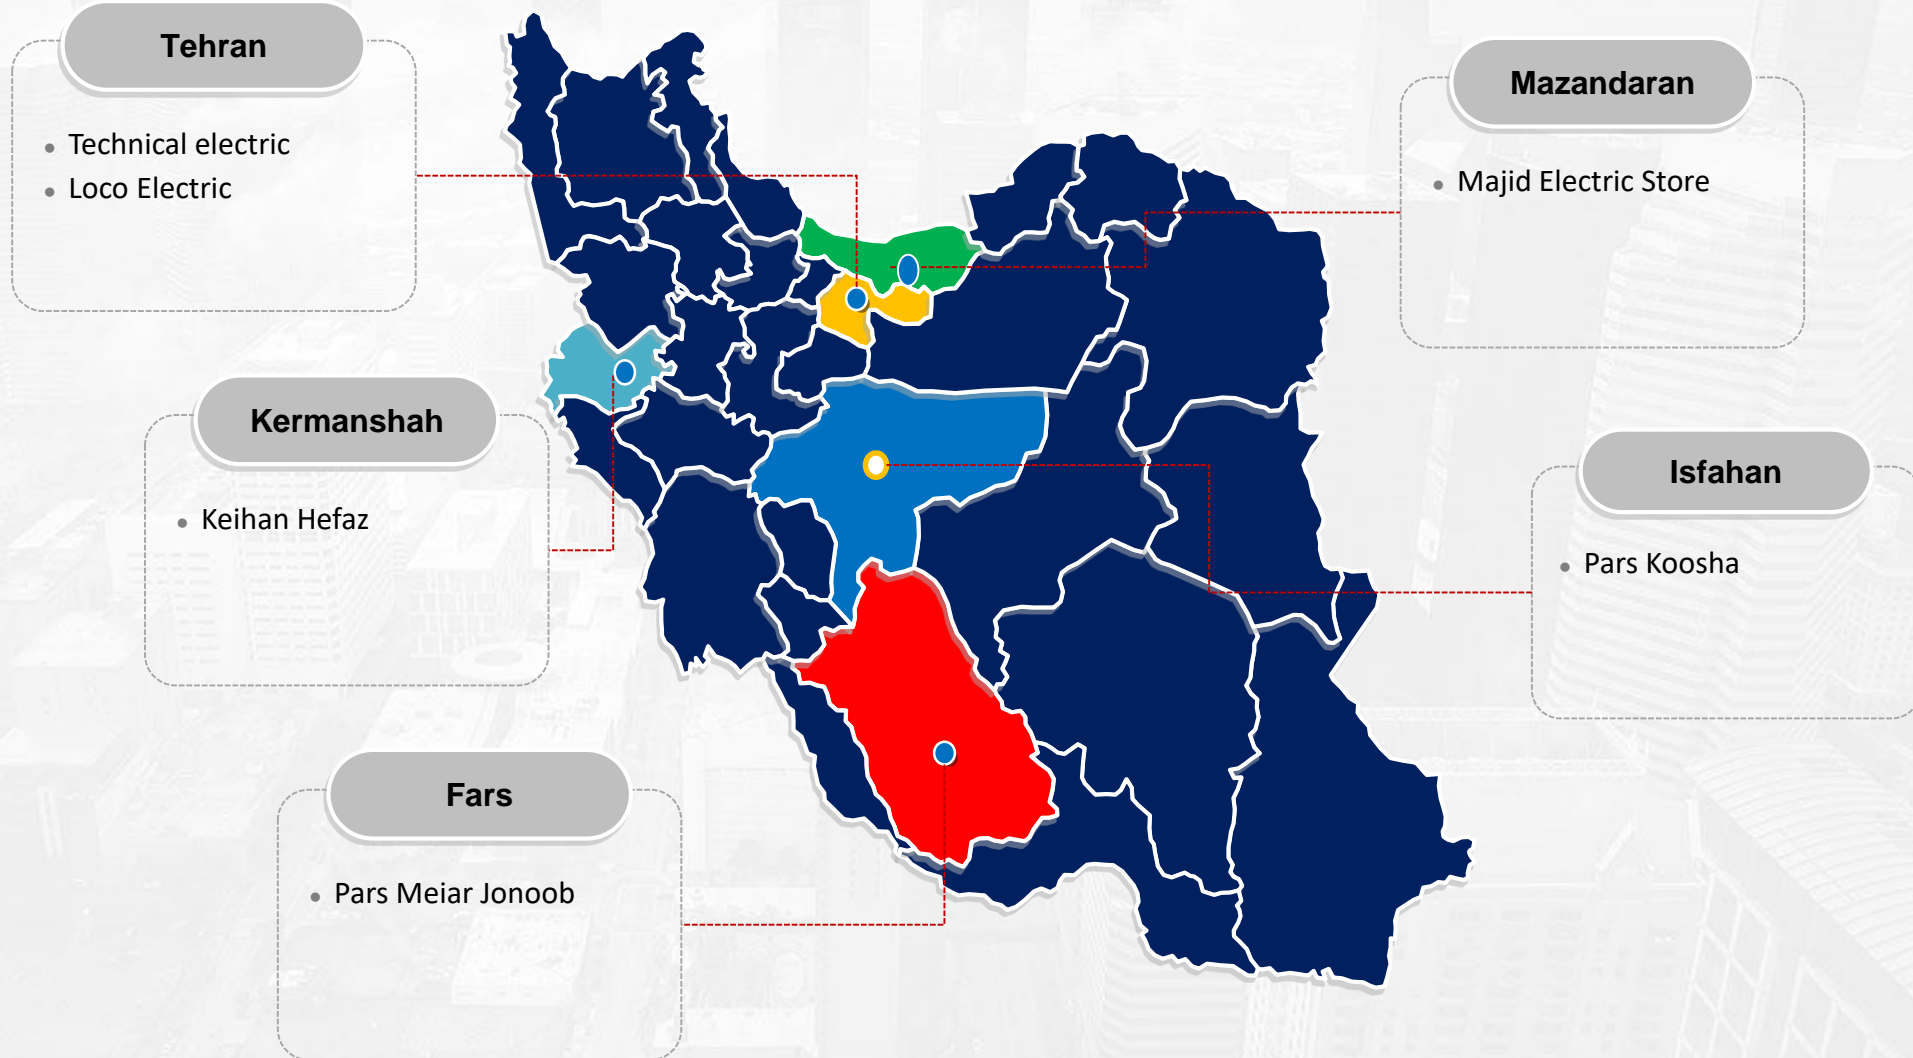 Tehran
• Technical electric
• Loco Electric
Mazandaran
• Majid Electric Store
Kermanshah
• Keihan Hefaz
Isfahan
• Pars Koosha
Fars
• Pars Meiar Jonoob